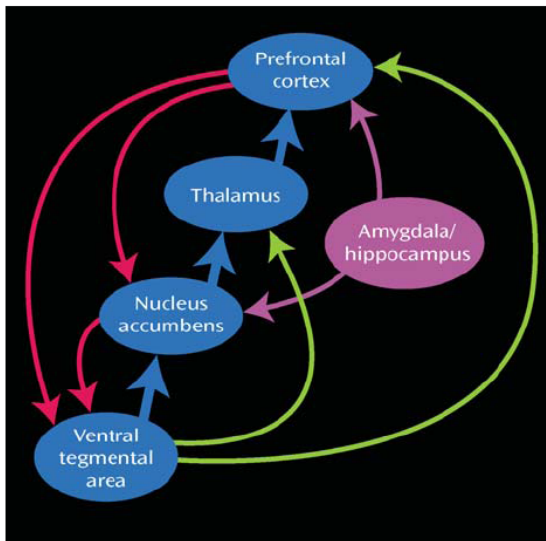 Prefrontal
cortex
Thalamus
Amygdala/
hippocampus
Nucleus
accumbens
Ventral
tegmental
area